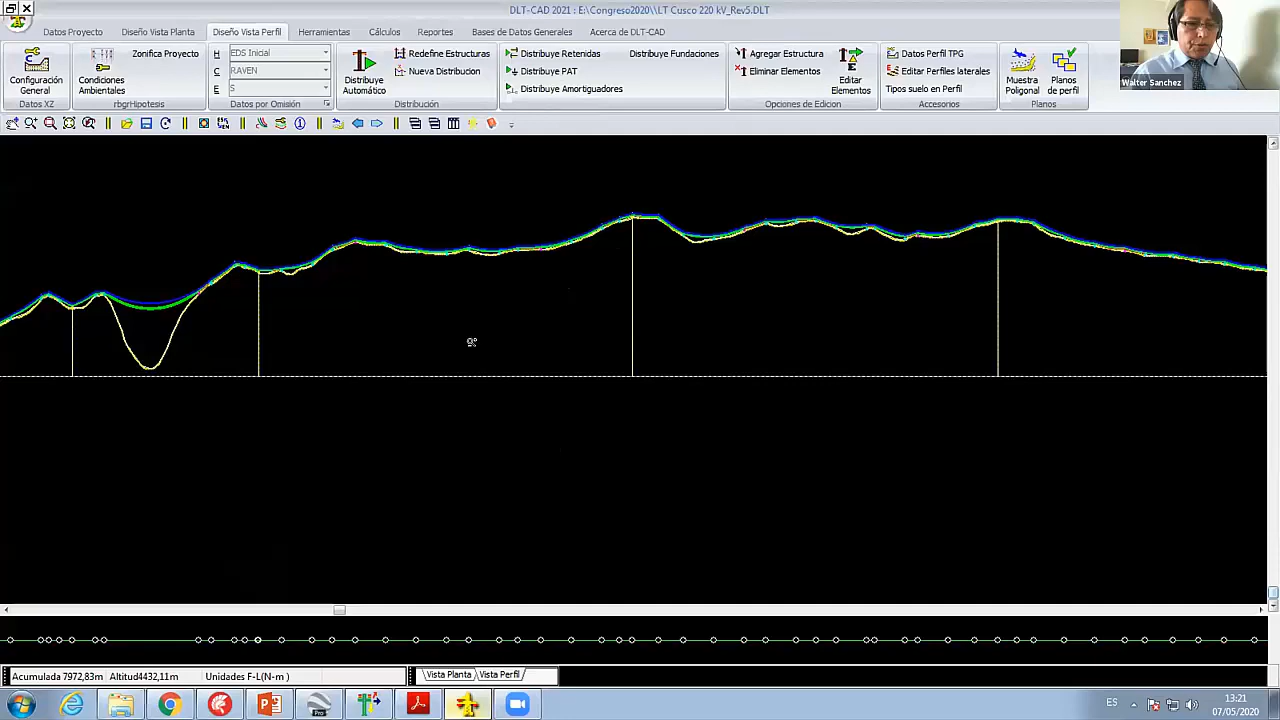 DLT-CAD 2021 : E:\Congreso2020\\LT Cusco 220 kV_Rev5.DLT
Datos Proyecto
Diseño Vista Planta
Diseño Vista Perfil
Herramientas
Cálculos
Reportes
as de Datos Generales
Acerca de DLT-CAD
Configuración General
Datos XZ
Zonifica Proyecto
Condiciones Ambientales
rbgrHipotesis
H EDS Inicial
C RAVEN
E S
Datos por Omisión
Distribuye Automático
Redefine Estructuras
Nueva Distribucion
Distribución
Distribuye Retenidas
Distribuye Fundaciones
Distribuye PAT
Distribuye Amortiguadores
Agregar Estructura
Eliminar Elementos
Editar Elementos
Opciones de Edicion
Datos Perfil TPG
Editar Perfiles laterales
Tipos suelo en Perfil
Accesorios
Muestra Poligonal
Planos de perfil
Planos
Walter Sanchez
Acumulada 7972,83m
Altitud4432,11m
Unidades F-L(N-m )
Vista Planta
Vista Perfil
Pro
ES
13:21
07/05/2020